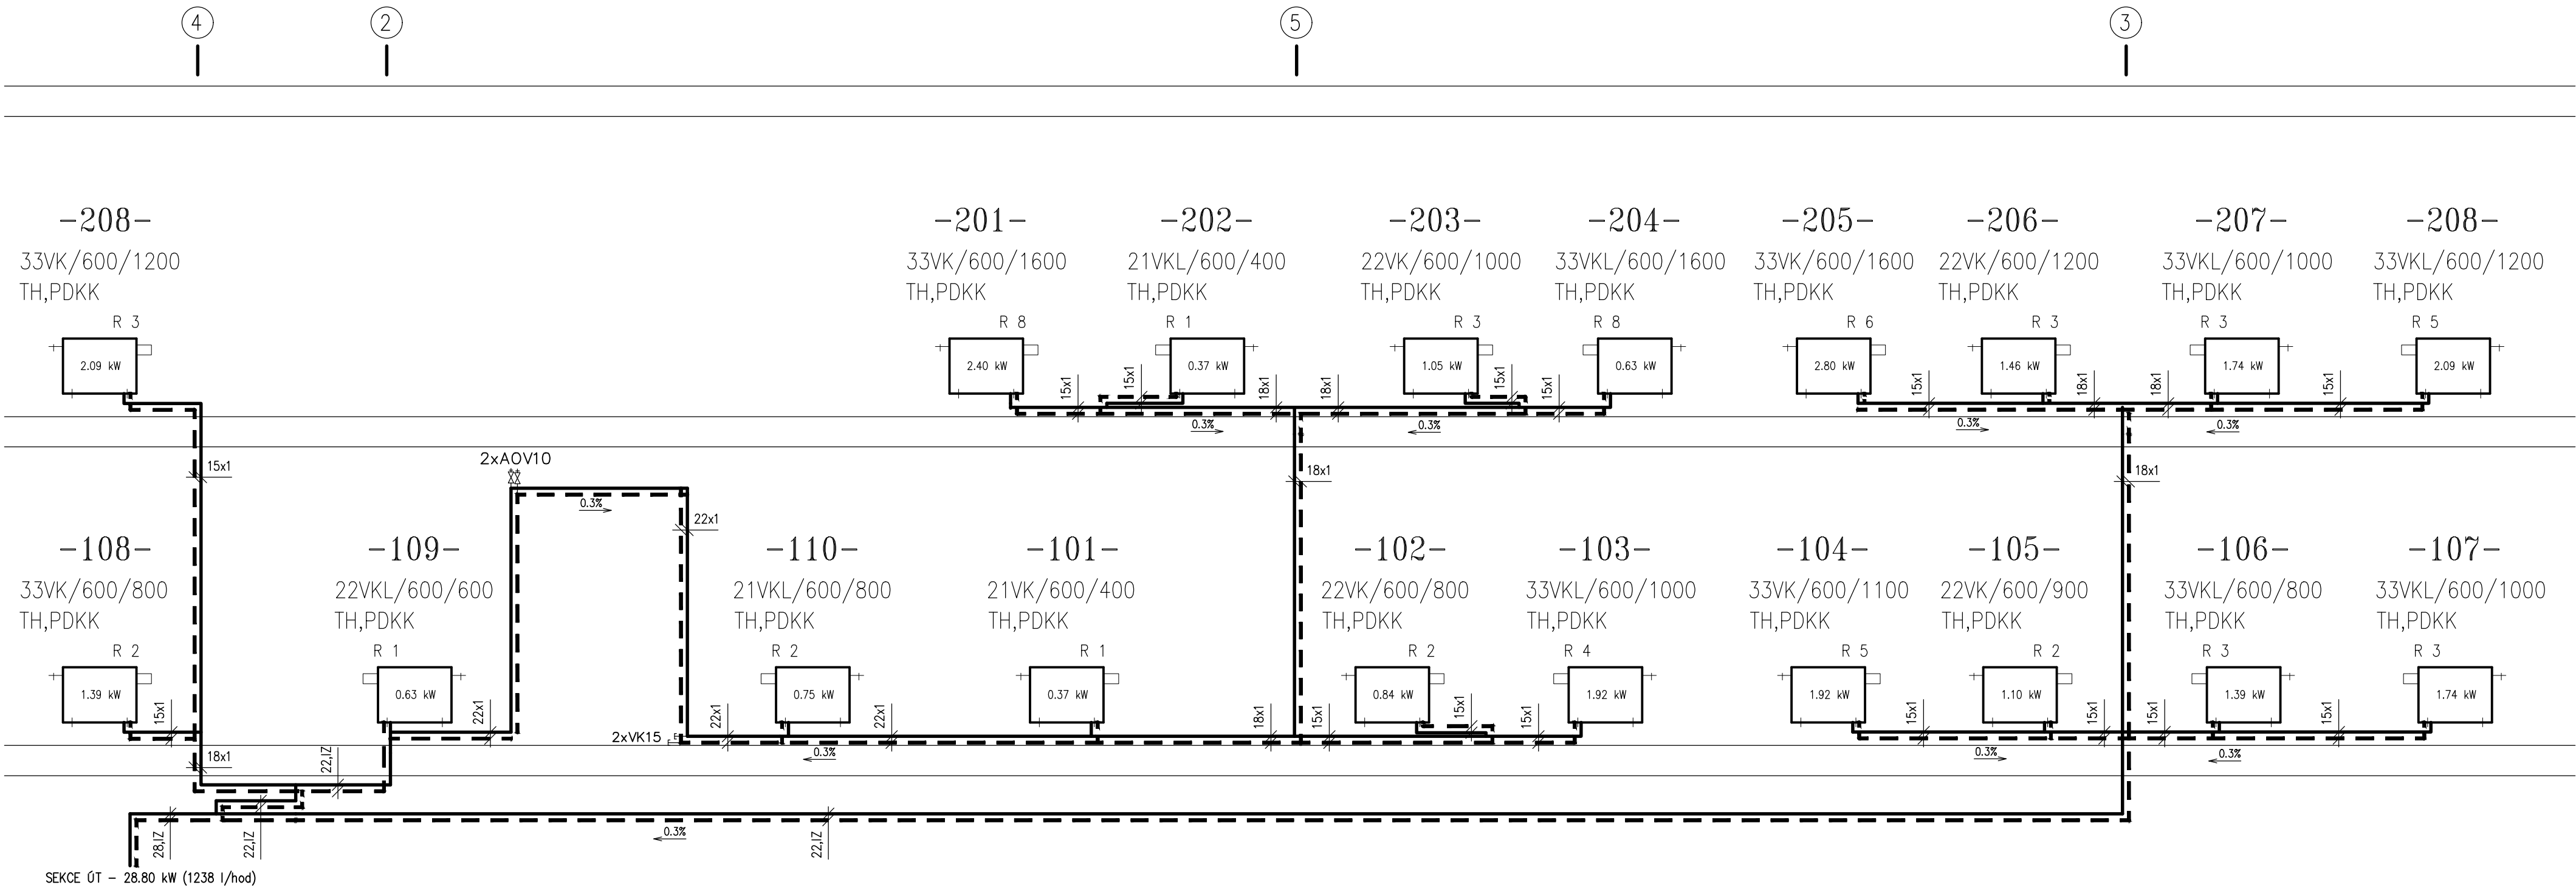 4
2
5
3
-208-
33VK/600/1200
TH,PDKK
R 3
2.09 kW
-201-
33VK/600/1600
TH,PDKK
R 8
2.40 kW
-202-
21VKL/600/400
TH,PDKK
R 1
0.37 kW
-203-
22VK/600/1000
TH,PDKK
R 3
1.05 kW
-204-
33VKL/600/1600
TH,PDKK
R 8
0.63 kW
-205-
33VK/600/1600
TH,PDKK
R 6
2.80 kW
-206-
22VK/600/1200
TH,PDKK
R 3
1.46 kW
-207-
33VKL/600/1000
TH,PDKK
R 3
1.74 kW
-208-
33VKL/600/1200
TH,PDKK
R 5
2.09 kW
15x1
15x1
18x1
18x1
15x1
15x1
15x1
18x1
18x1
15x1
0.3%
0.3%
0.3%
0.3%
15x1
2xAOV10
0.3%
22x1
18x1
18x1
-108-
33VK/600/800
TH,PDKK
R 2
1.39 kW
-109-
22VKL/600/600
TH,PDKK
R 1
0.63 kW
-110-
21VKL/600/800
TH,PDKK
R 2
0.75 kW
-101-
21VK/600/400
TH,PDKK
R 1
0.37 kW
-102-
22VK/600/800
TH,PDKK
R 2
0.84 kW
-103-
33VKL/600/1000
TH,PDKK
R 4
1.92 kW
-104-
33VK/600/1100
TH,PDKK
R 5
1.92 kW
-105-
22VK/600/900
TH,PDKK
R 2
1.10 kW
-106-
33VKL/600/800
TH,PDKK
R 3
1.39 kW
-107-
33VKL/600/1000
TH,PDKK
R 3
1.74 kW
15x1
22x1
22x1
22x1
18x1
15x1
15x1
15x1
15x1
15x1
15x1
15x1
2xVK15
0.3%
0.3%
0.3%
18x1
22,IZ
28,IZ
22,IZ
0.3%
22,IZ
SEKCE ÚT - 28.80 kW (1238 l/hod)